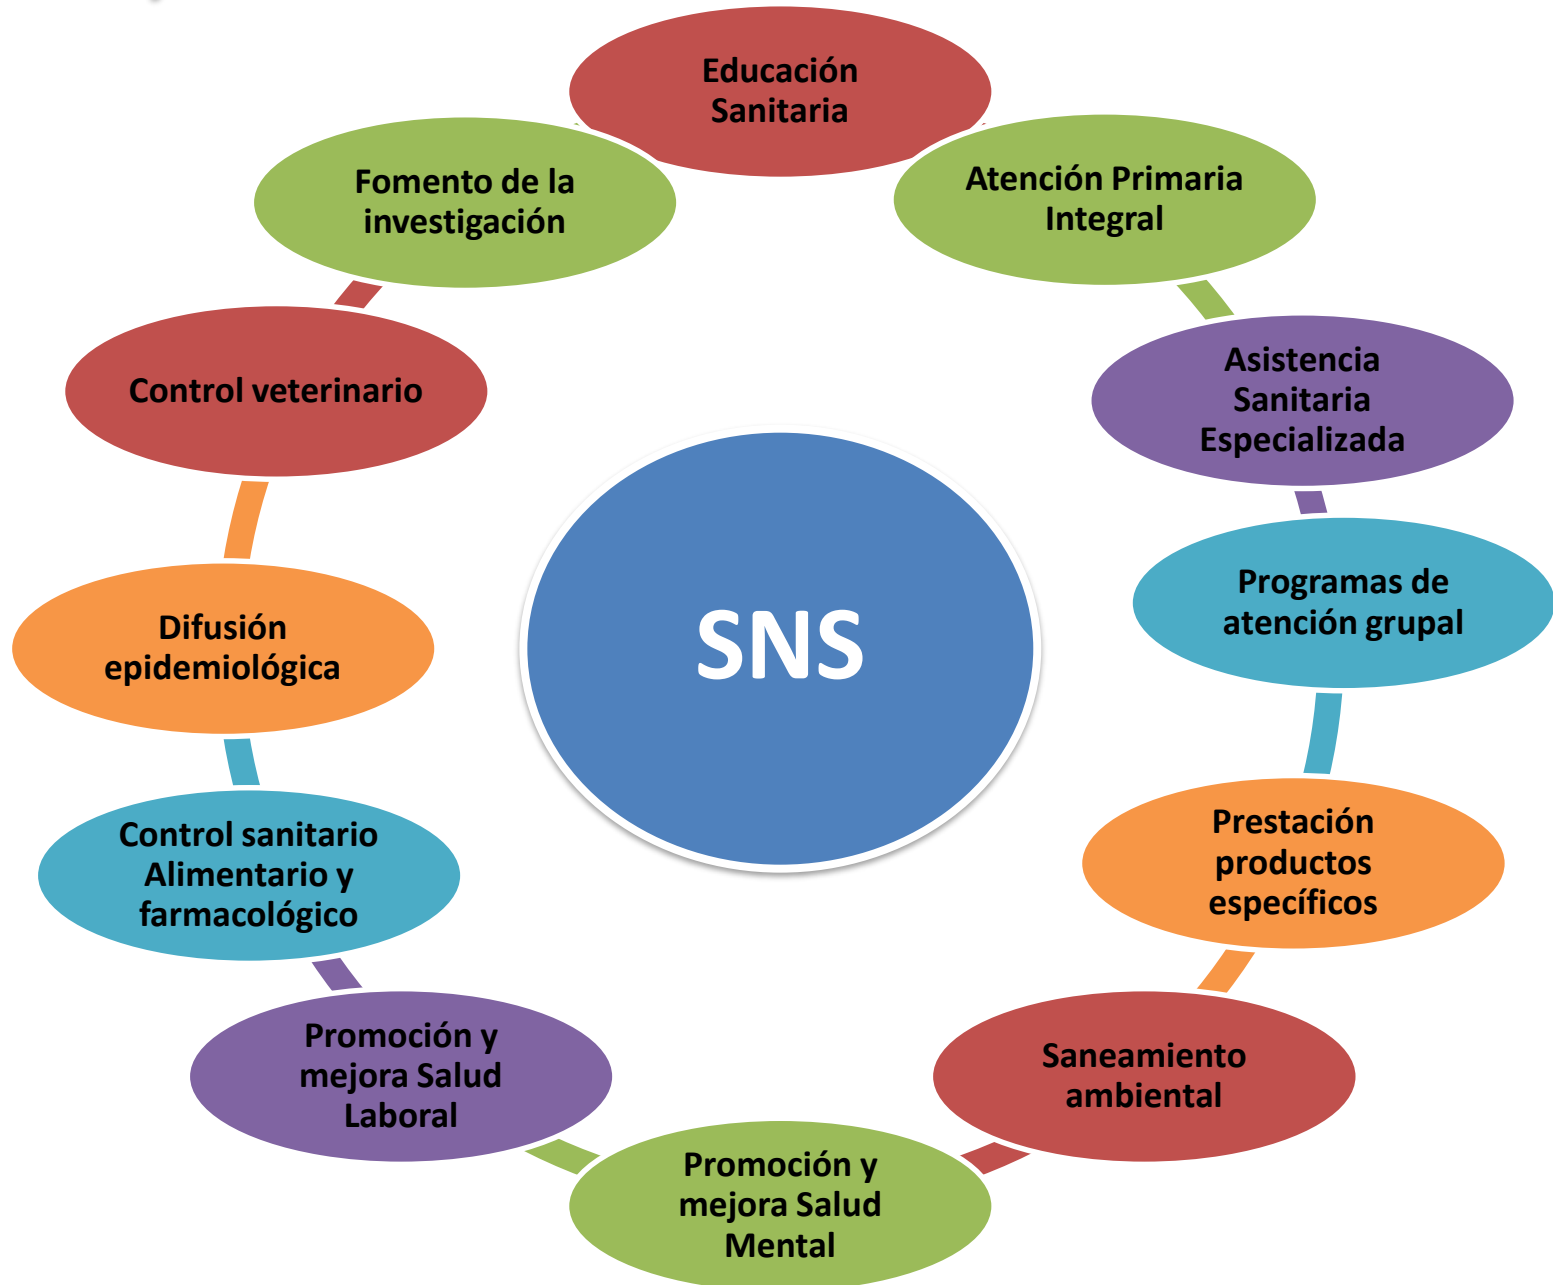 Educación
Sanitaria
Atención Primaria
Integral
Asistencia
Sanitaria
Especializada
Programas de
atención grupal
Prestación
productos
específicos
Saneamiento
ambiental
Promoción y
mejora Salud
Mental
Promoción y
mejora Salud
Laboral
Control sanitario
Alimentario y
farmacológico
Difusión
epidemiológica
Control veterinario
Fomento de la
investigación
SNS